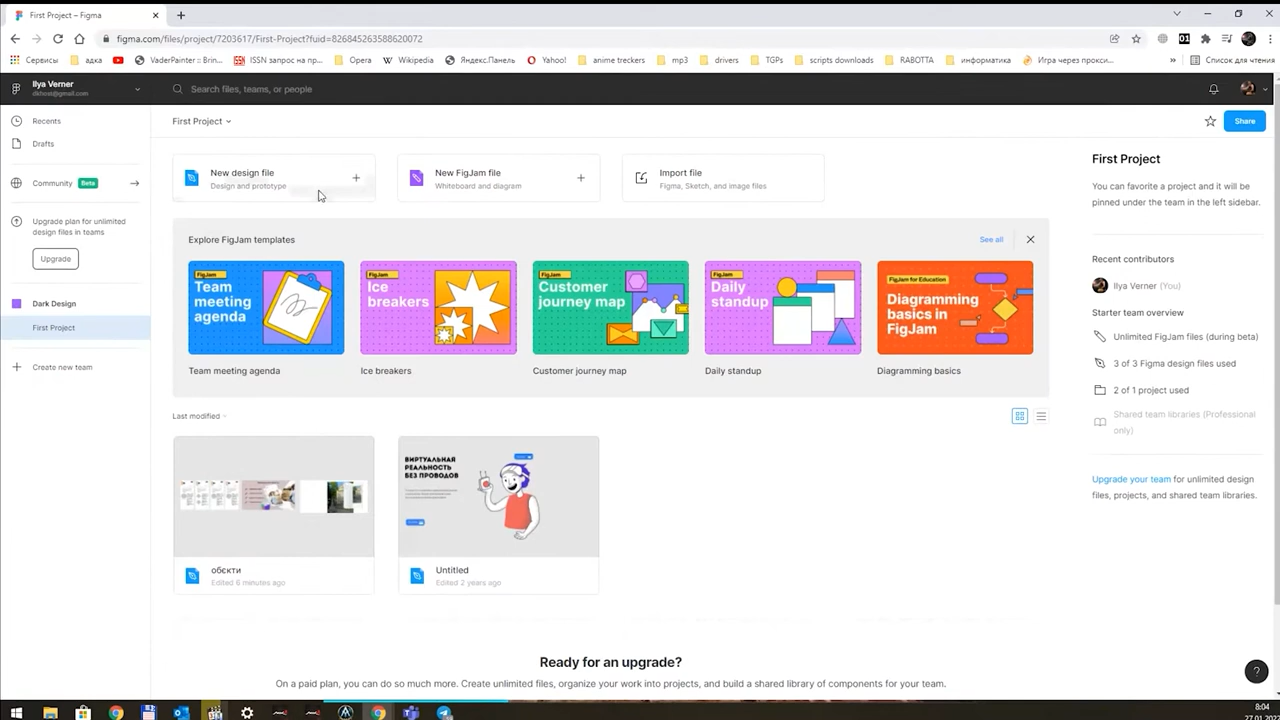 First Project – Figma
figma.com/files/project/7203617/First-Project?fuid=826845263588620072
Сервисы
адка
VaderPainter :: Brin...
ISSN запрос на пр...
Opera
Wikipedia
Яндекс.Панель
Yahoo!
anime treckers
mp3
drivers
TGPs
scripts downloads
RABOTTA
информатика
Игра через прокси...
»
Список для чтения
01
Ilya Verner
Search files, teams, or people
Recents
Drafts
Community Beta
Upgrade plan for unlimited
design files in teams
Upgrade
Dark Design
First Project
Create new team
First Project
Share
New design file
Design and prototype
New FigJam file
Whiteboard and diagram
Import file
Figma, Sketch, and image files
Explore FigJam templates
See all
FigJam
Team
meeting
agenda
FigJam
Ice
breakers
FigJam
Customer
journey map
FigJam
Daily
standup
FigJam for Education
Diagramming
basics in
FigJam
Team meeting agenda
Ice breakers
Customer journey map
Daily standup
Diagramming basics
Last modified
ВИРТУАЛЬНАЯ
РЕАЛЬНОСТЬ
БЕЗ ПРОВОДОВ
обєкти
Edited 6 minutes ago
Untitled
Edited 2 years ago
Ready for an upgrade?
On a paid plan, you can do so much more. Create unlimited files, organize your work into projects, and build a shared library of components for your team.
First Project
You can favorite a project and it will be
pinned under the team in the left sidebar.
Recent contributors
Ilya Verner (You)
Starter team overview
Unlimited FigJam files (during beta)
3 of 3 Figma design files used
2 of 1 project used
Shared team libraries (Professional
only)
Upgrade your team for unlimited design
files, projects, and shared team libraries.
?
8:04